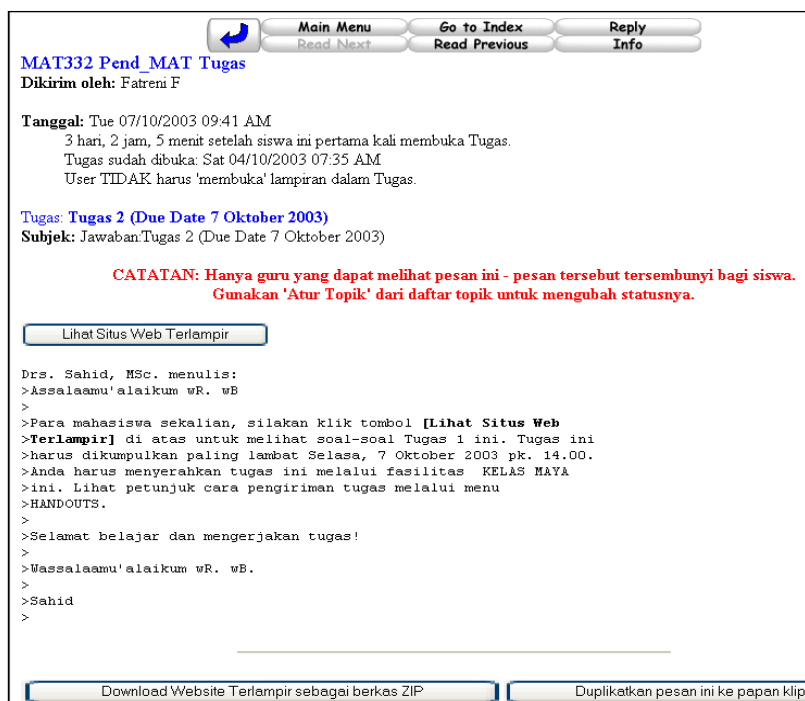 Main Menu Go to Index Reply
Read Next Read Previous Info
MAT332 Pend_MAT Tugas
Dikirim oleh: Fatreni F
Tanggal: Tue 07/10/2003 09:41 AM
3 hari, 2 jam, 5 menit setelah siswa ini pertama kali membuka Tugas.
Tugas sudah dibuka: Sat 04/10/2003 07:35 AM
User TIDAK harus 'membuka' lampiran dalam Tugas.
Tugas: Tugas 2 (Due Date 7 Oktober 2003)
Subjek: Jawaban:Tugas 2 (Due Date 7 Oktober 2003)
CATATAN: Hanya guru yang dapat melihat pesan ini - pesan tersebut tersembunyi bagi siswa.
Gunakan 'Atur Topik' dari daftar topik untuk mengubah statusnya.
Lihat Situs Web Terlampir
Drs. Sahid, MSc. menulis:
>Assalaamu'alaikum wR. wB
>
>Para mahasiswa sekalian, silakan klik tombol [Lihat Situs Web
>Terlampir] di atas untuk melihat soal-soal Tugas 1 ini. Tugas ini
>harus dikumpulkan paling lambat Selasa, 7 Oktober 2003 pk. 14.00.
>Anda harus menyerahkan tugas ini melalui fasilitas KELAS MAYA
>ini. Lihat petunjuk cara pengiriman tugas melalui menu
>HANDOUTS.
>
>Selamat belajar dan mengerjakan tugas!
>
>Wassalaamu'alaikum wR. wB.
>
>Sahid
>
Download Website Terlampir sebagai berkas ZIP Duplikatkan pesan ini ke papan klip